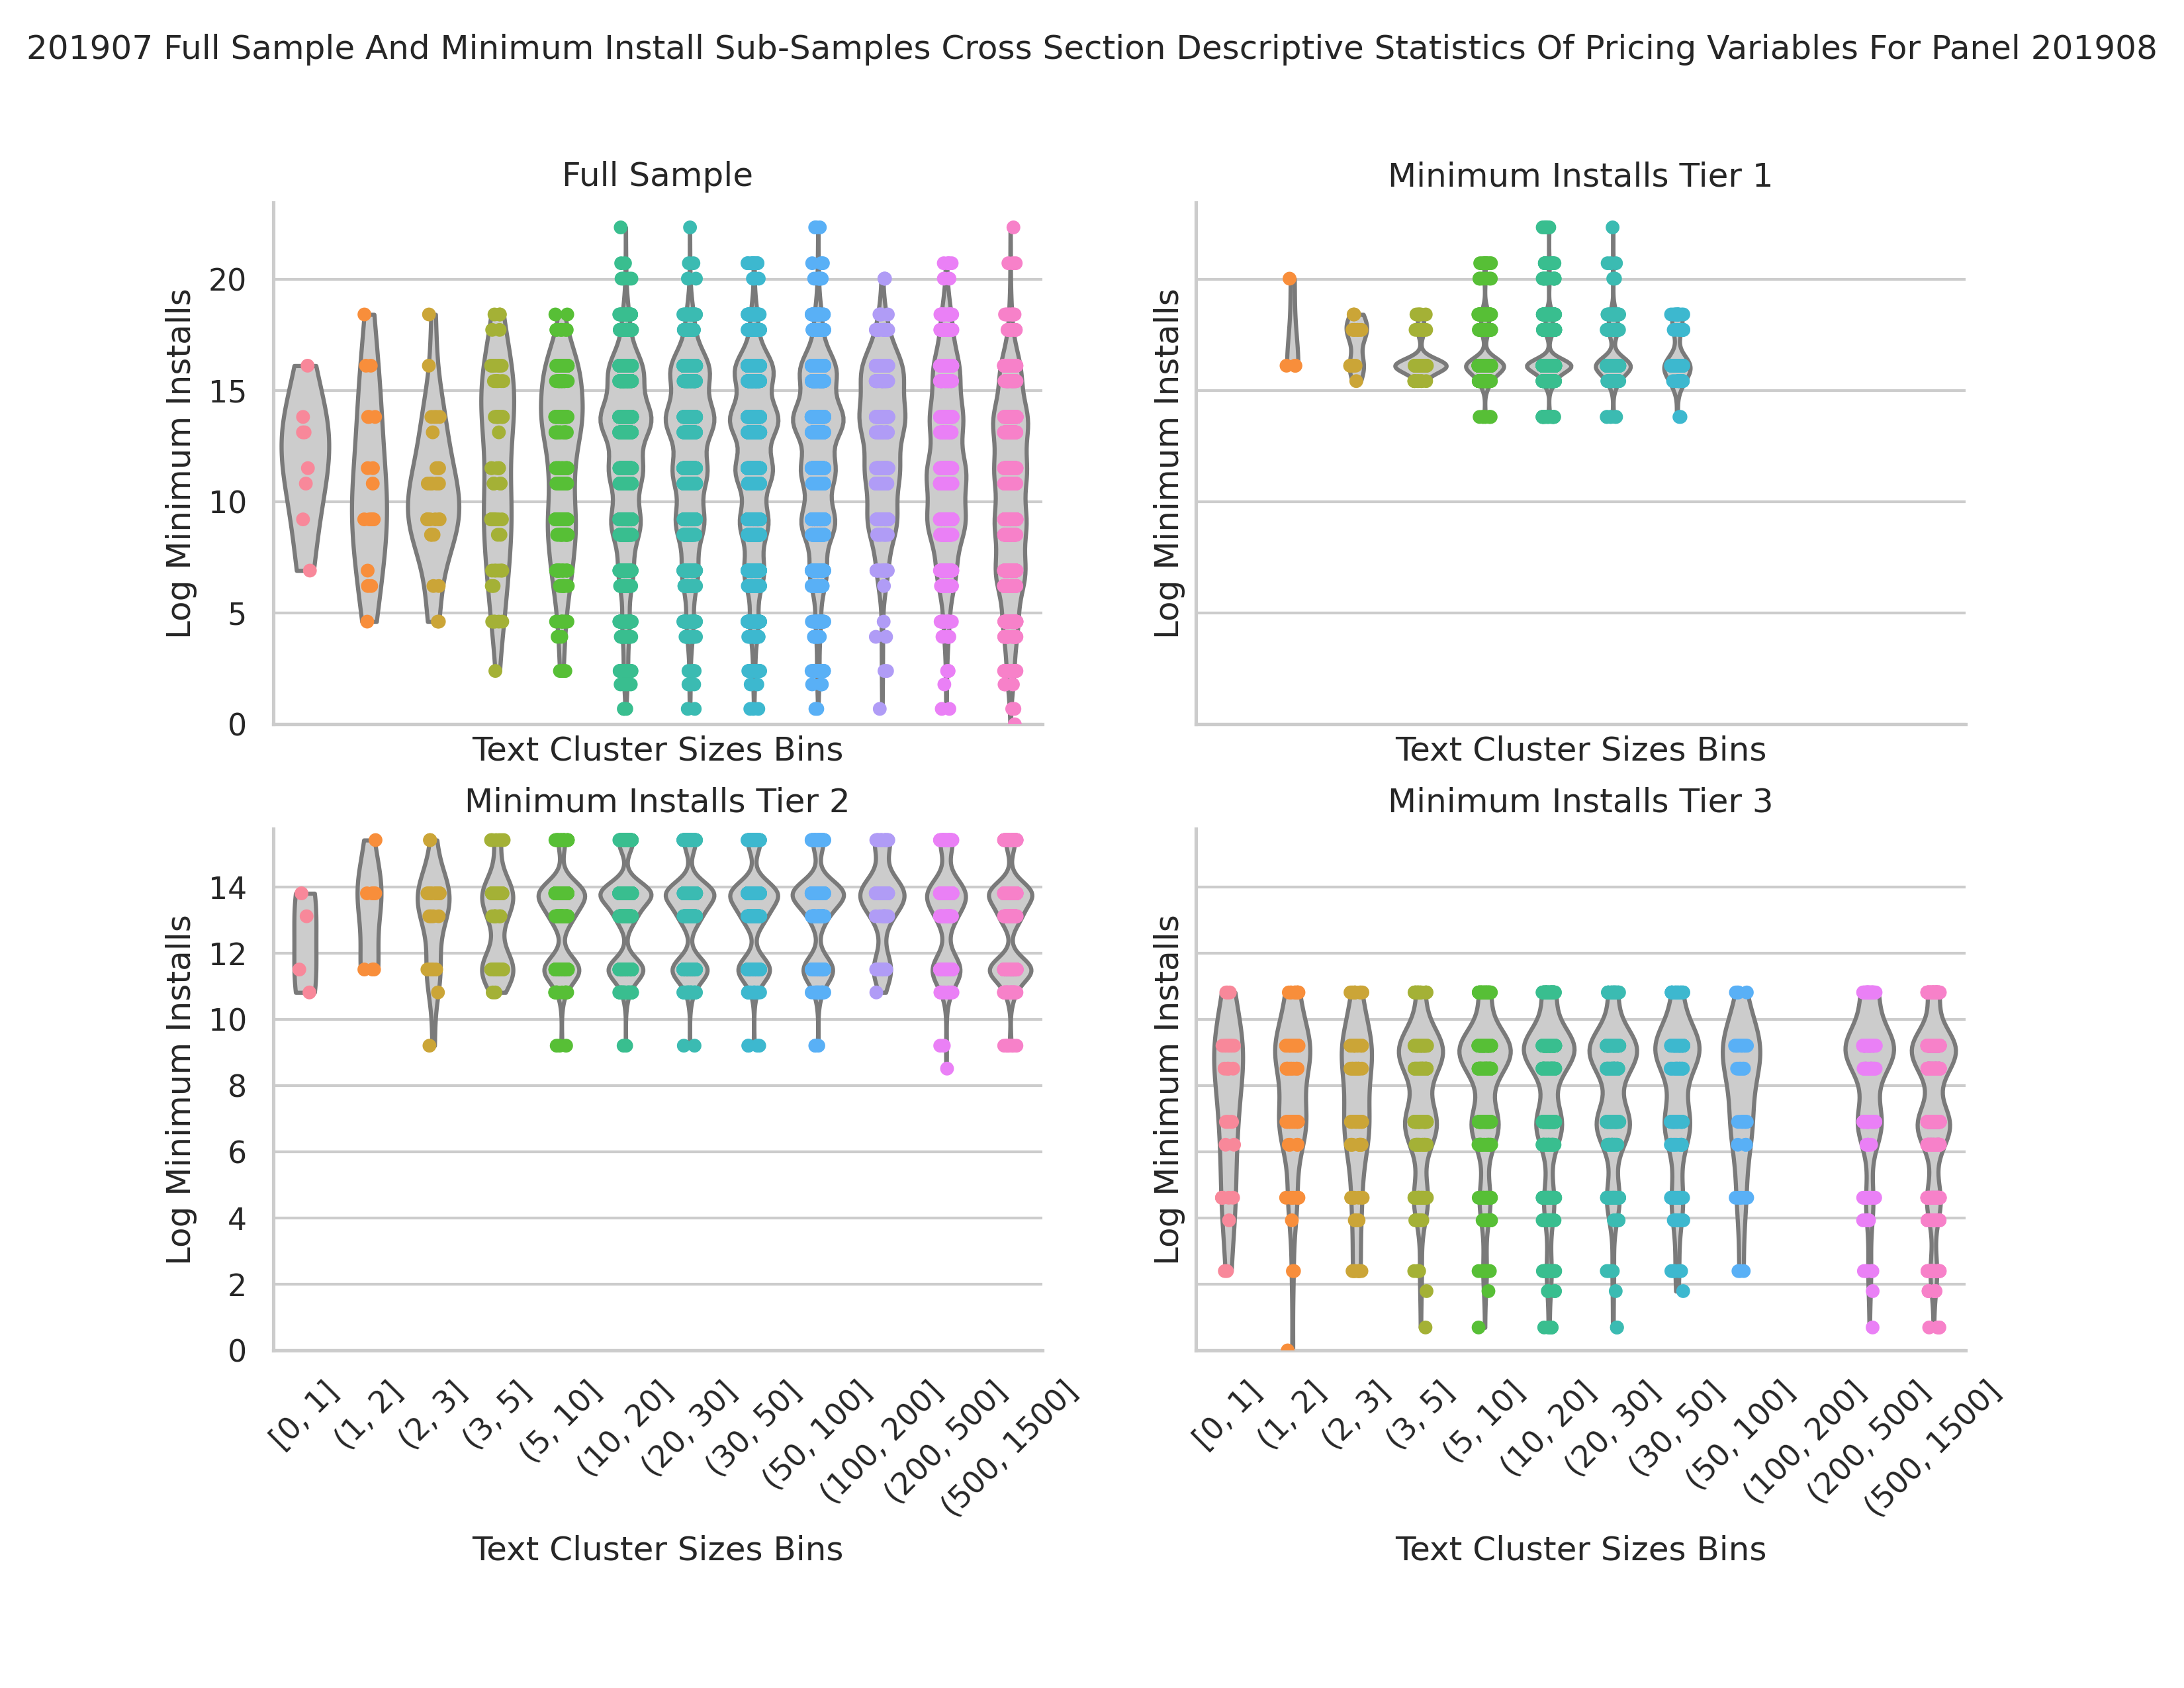 201907 Full Sample And Minimum Install Sub-Samples Cross Section Descriptive Statistics Of Pricing Variables For Panel 201908
Full Sample
Log Minimum Installs
20
15
10
5
0
Text Cluster Sizes Bins
Minimum Installs Tier 1
Log Minimum Installs
Text Cluster Sizes Bins
Minimum Installs Tier 2
Log Minimum Installs
14
12
10
8
6
4
2
0
[0, 1]
(1, 2]
(2, 3]
(3, 5]
(5, 10]
(10, 20]
(20, 30]
(30, 50]
(50, 100]
(100, 200]
(200, 500]
(500, 1500]
Text Cluster Sizes Bins
Minimum Installs Tier 3
Log Minimum Installs
[0, 1]
(1, 2]
(2, 3]
(3, 5]
(5, 10]
(10, 20]
(20, 30]
(30, 50]
(50, 100]
(100, 200]
(200, 500]
(500, 1500]
Text Cluster Sizes Bins